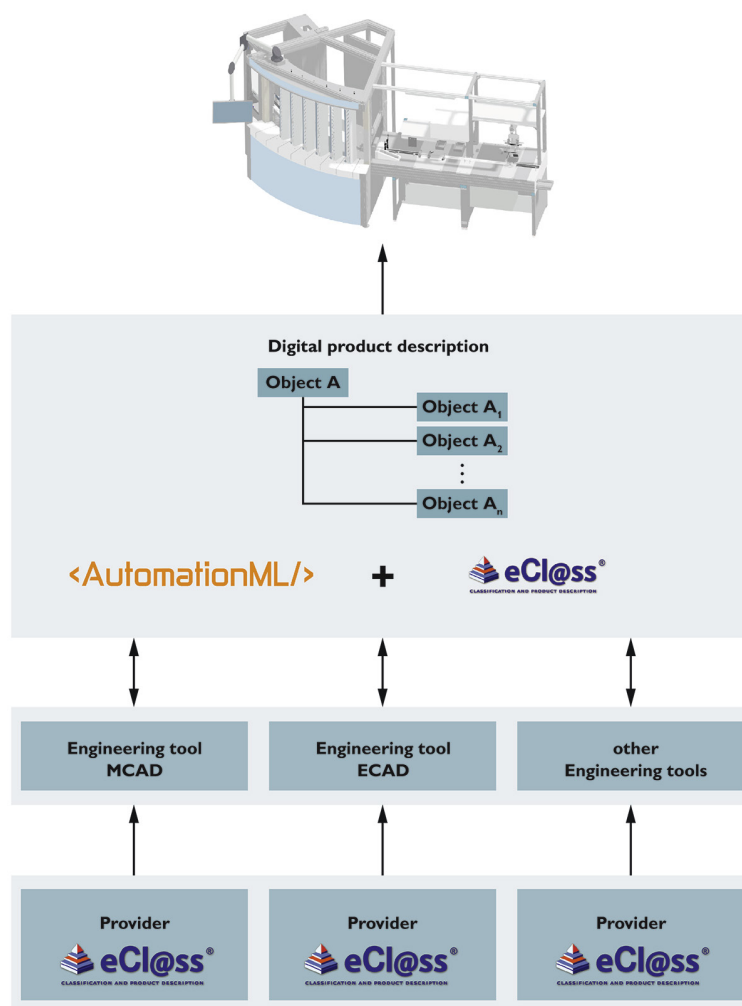 Digital product description
Object A
Object A1
Object A2
⋮
Object An
<AutomationML/>
+
eCl@ss®
CLASSIFICATION AND PRODUCT DESCRIPTION
Engineering tool
MCAD
Engineering tool
ECAD
other
Engineering tools
Provider
eCl@ss®
CLASSIFICATION AND PRODUCT DESCRIPTION
Provider
eCl@ss®
CLASSIFICATION AND PRODUCT DESCRIPTION
Provider
eCl@ss®
CLASSIFICATION AND PRODUCT DESCRIPTION